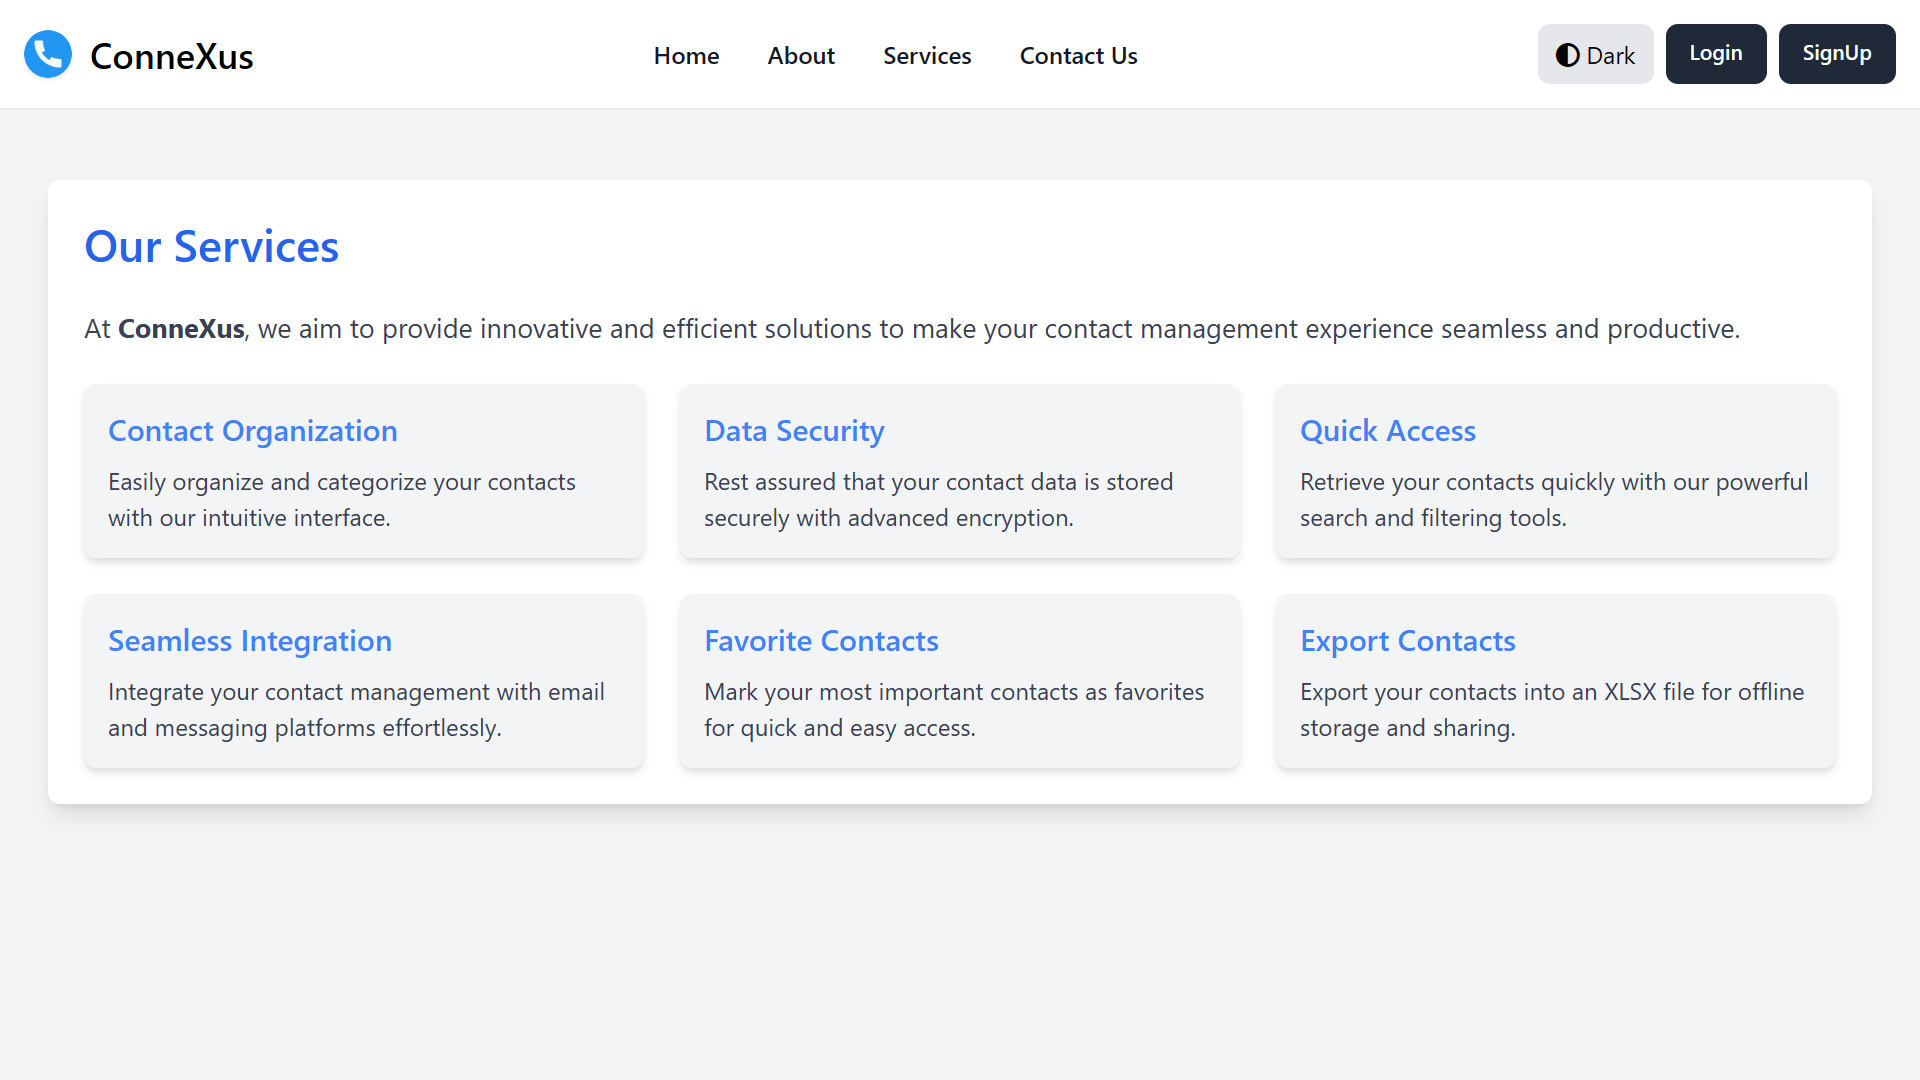 ConneXus
Home
About
Services
Contact Us
Dark
Login
SignUp
Our Services
At ConneXus, we aim to provide innovative and efficient solutions to make your contact management experience seamless and productive.
Contact Organization
Easily organize and categorize your contacts
with our intuitive interface.
Data Security
Rest assured that your contact data is stored
securely with advanced encryption.
Quick Access
Retrieve your contacts quickly with our powerful
search and filtering tools.
Seamless Integration
Integrate your contact management with email
and messaging platforms effortlessly.
Favorite Contacts
Mark your most important contacts as favorites
for quick and easy access.
Export Contacts
Export your contacts into an XLSX file for offline
storage and sharing.